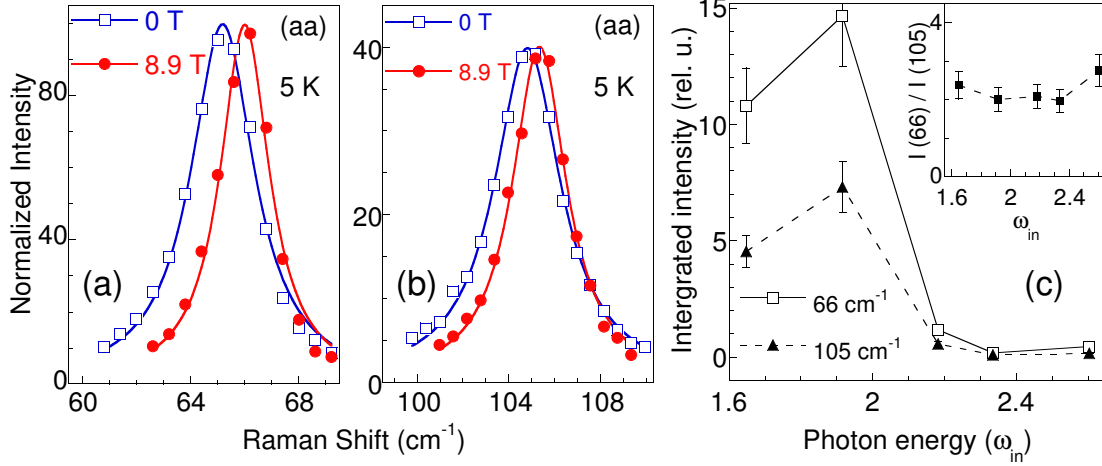 Normalized Intensity
80
40
0
0 T
8.9 T
(aa)
5 K
(a)
60
64
68
40
20
0
0 T
8.9 T
(aa)
5 K
(b)
100
104
108
Raman Shift (cm⁻¹)
Intergrated intensity (rel. u.)
15
10
5
0
66 cm⁻¹
105 cm⁻¹
(c)
1.6
2
2.4
Photon energy (ω_in)
I (66) / I (105)
4
0
1.6
2
2.4
ω_in